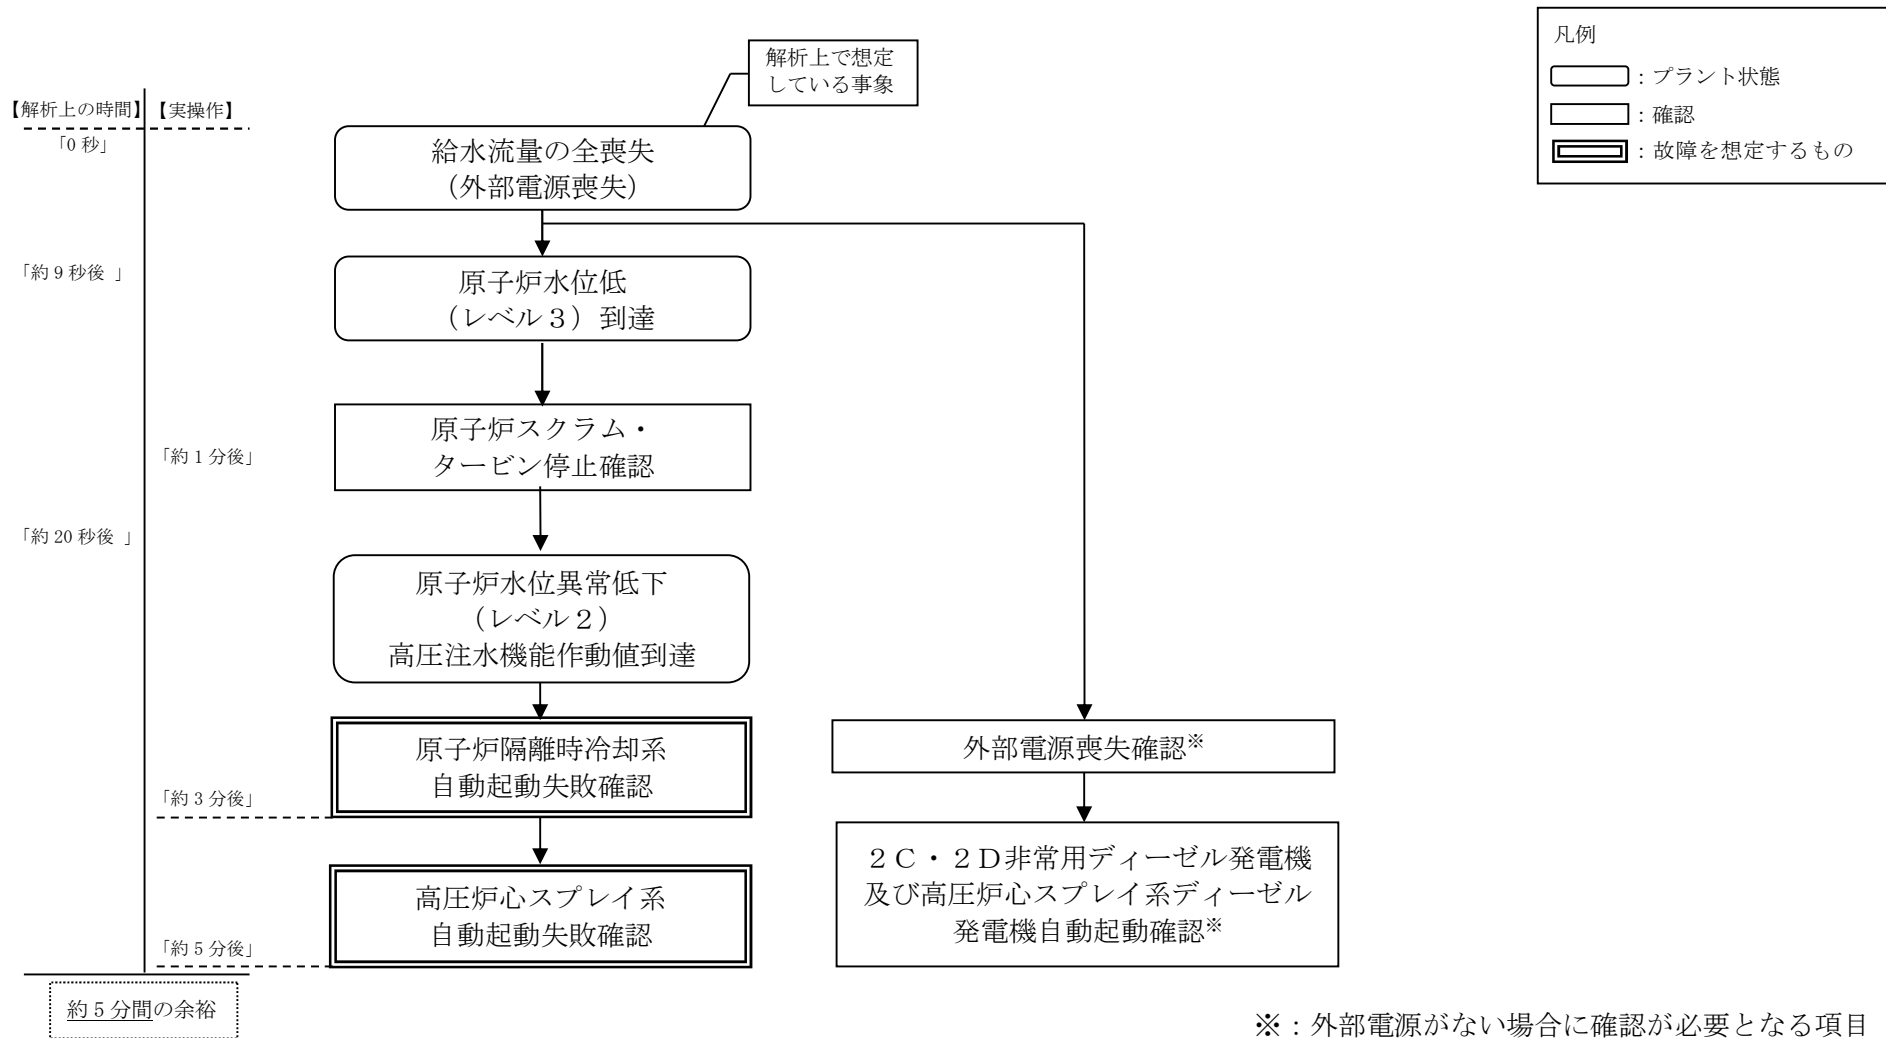 凡例
：プラント状態
：確認
：故障を想定するもの
解析上で想定
している事象
【解析上の時間】
【実操作】
「0 秒」
給水流量の全喪失
（外部電源喪失）
「約 9 秒後 」
原子炉水位低
（レベル３）到達
原子炉スクラム・
タービン停止確認
「約 1 分後」
「約 20 秒後 」
原子炉水位異常低下
（レベル２）
高圧注水機能作動値到達
原子炉隔離時冷却系
自動起動失敗確認
「約 3 分後」
外部電源喪失確認※
高圧炉心スプレイ系
自動起動失敗確認
「約 5 分後」
２Ｃ・２Ｄ非常用ディーゼル発電機
及び高圧炉心スプレイ系ディーゼル
発電機自動起動確認※
約 5 分間の余裕
※：外部電源がない場合に確認が必要となる項目